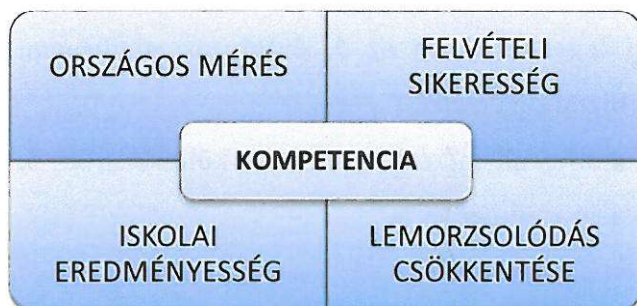 ORSZÁGOS MÉRÉS
FELVÉTELI
SIKERESSÉG
KOMPETENCIA
ISKOLAI
EREDMÉNYESSÉG
LEMORZSOLÓDÁS
CSÖKKENTÉSE